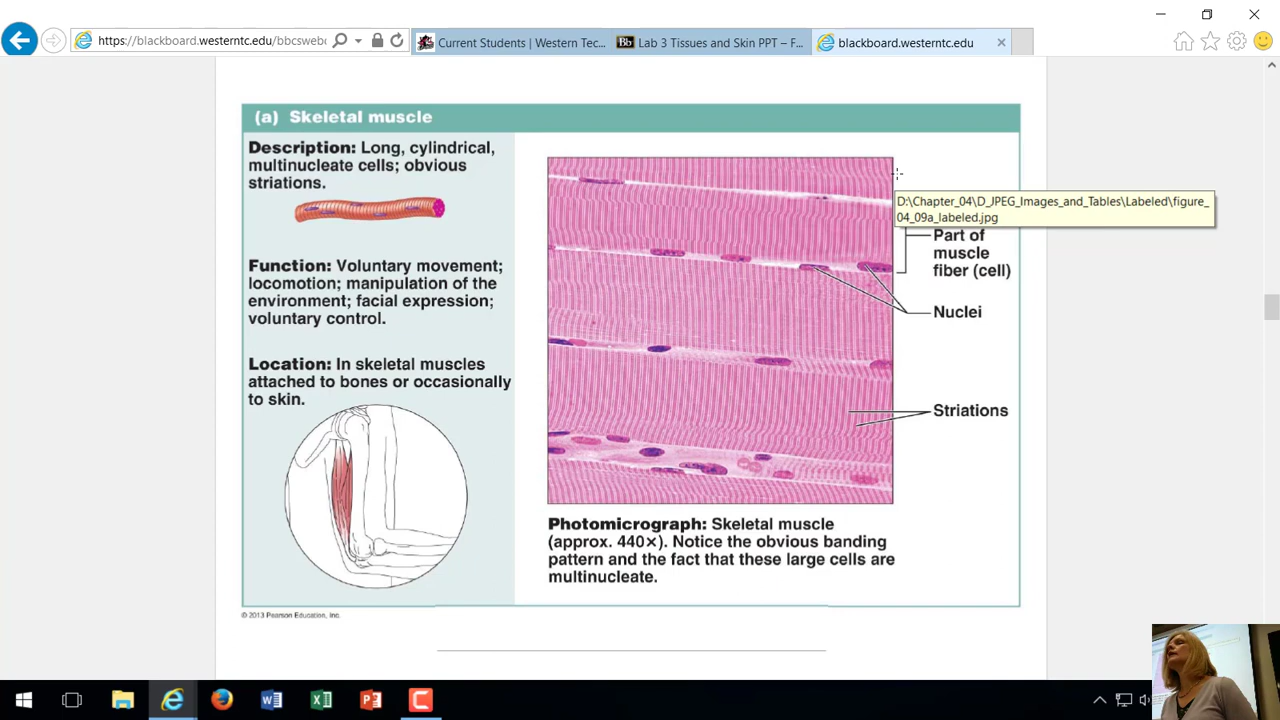 https://blackboard.westerntc.edu/bbcswebc
Current Students | Western Tec...
Bb Lab 3 Tissues and Skin PPT – F...
blackboard.westerntc.edu
(a) Skeletal muscle
Description: Long, cylindrical,
multinucleate cells; obvious
striations.
Function: Voluntary movement;
locomotion; manipulation of the
environment; facial expression;
voluntary control.
Location: In skeletal muscles
attached to bones or occasionally
to skin.
D:\Chapter_04\D_JPEG_Images_and_Tables\Labeled\figure_
04_09a_labeled.jpg
Part of
muscle
fiber (cell)
Nuclei
Striations
Photomicrograph: Skeletal muscle
(approx. 440×). Notice the obvious banding
pattern and the fact that these large cells are
multinucleate.
© 2013 Pearson Education, Inc.